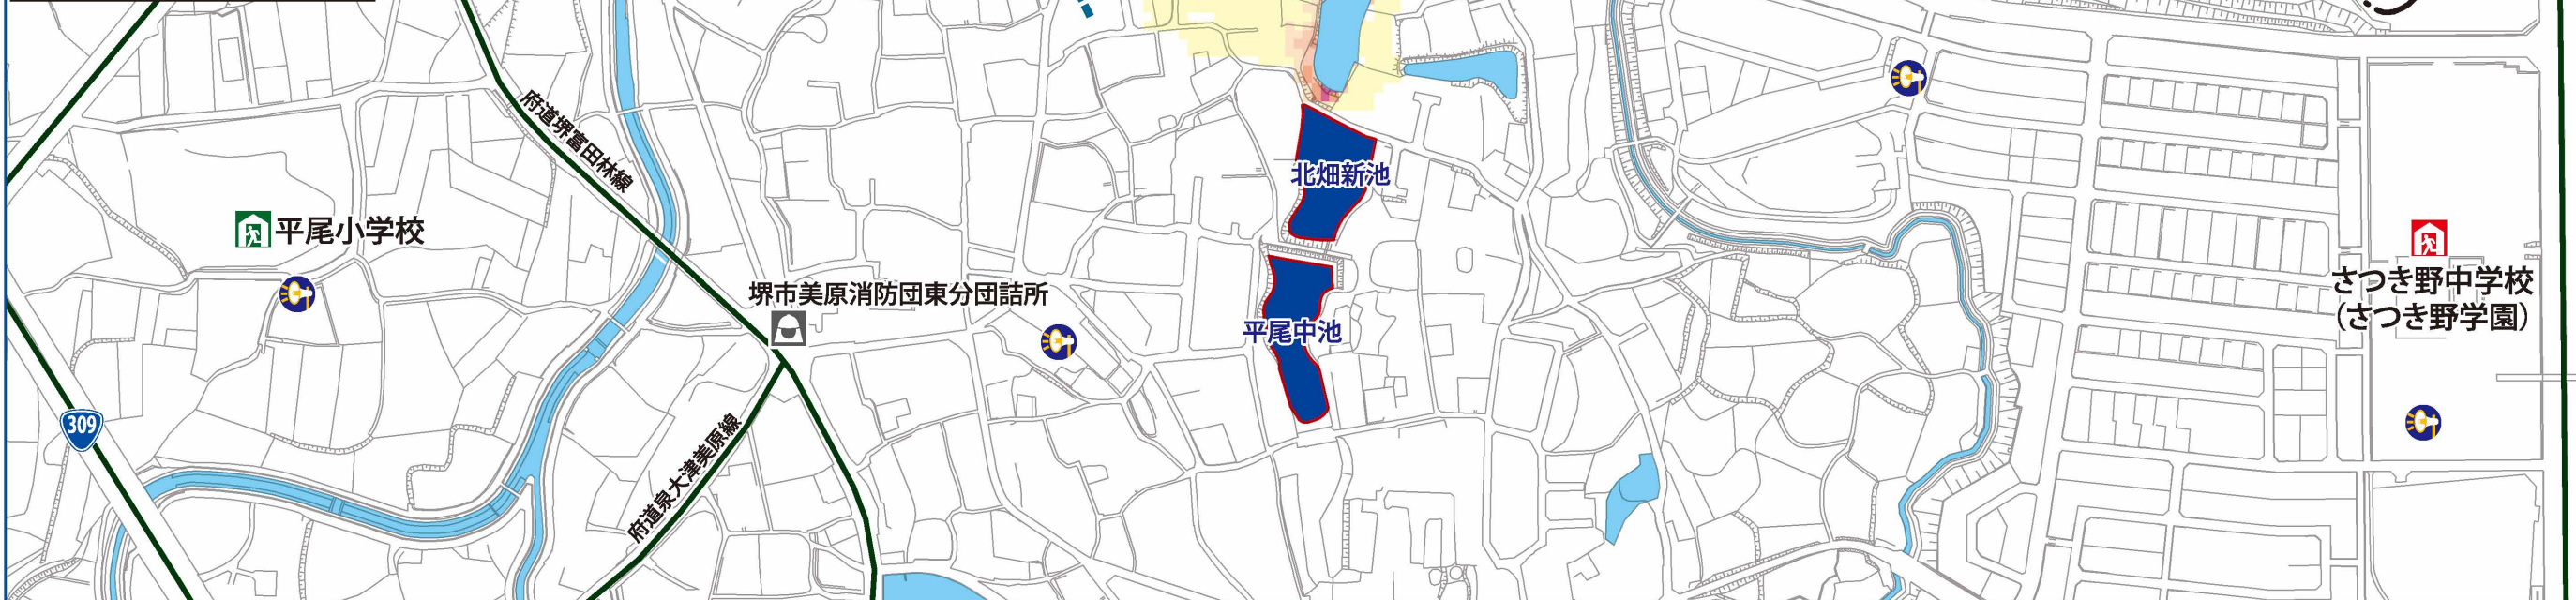 府道堺富田林線
北畑新池
平尾小学校
堺市美原消防団東分団詰所
平尾中池
さつき野中学校
(さつき野学園)
309
府道泉大津美原線